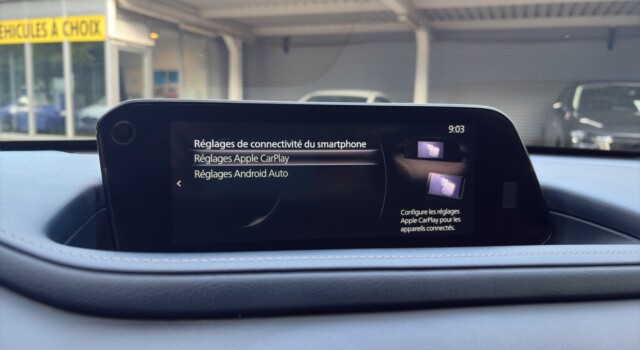 EHICULES A CHOIX
9:03
Réglages de connectivité du smartphone
Réglages Apple CarPlay
Réglages Android Auto
Configure les réglages
Apple CarPlay pour les
appareils connectés.